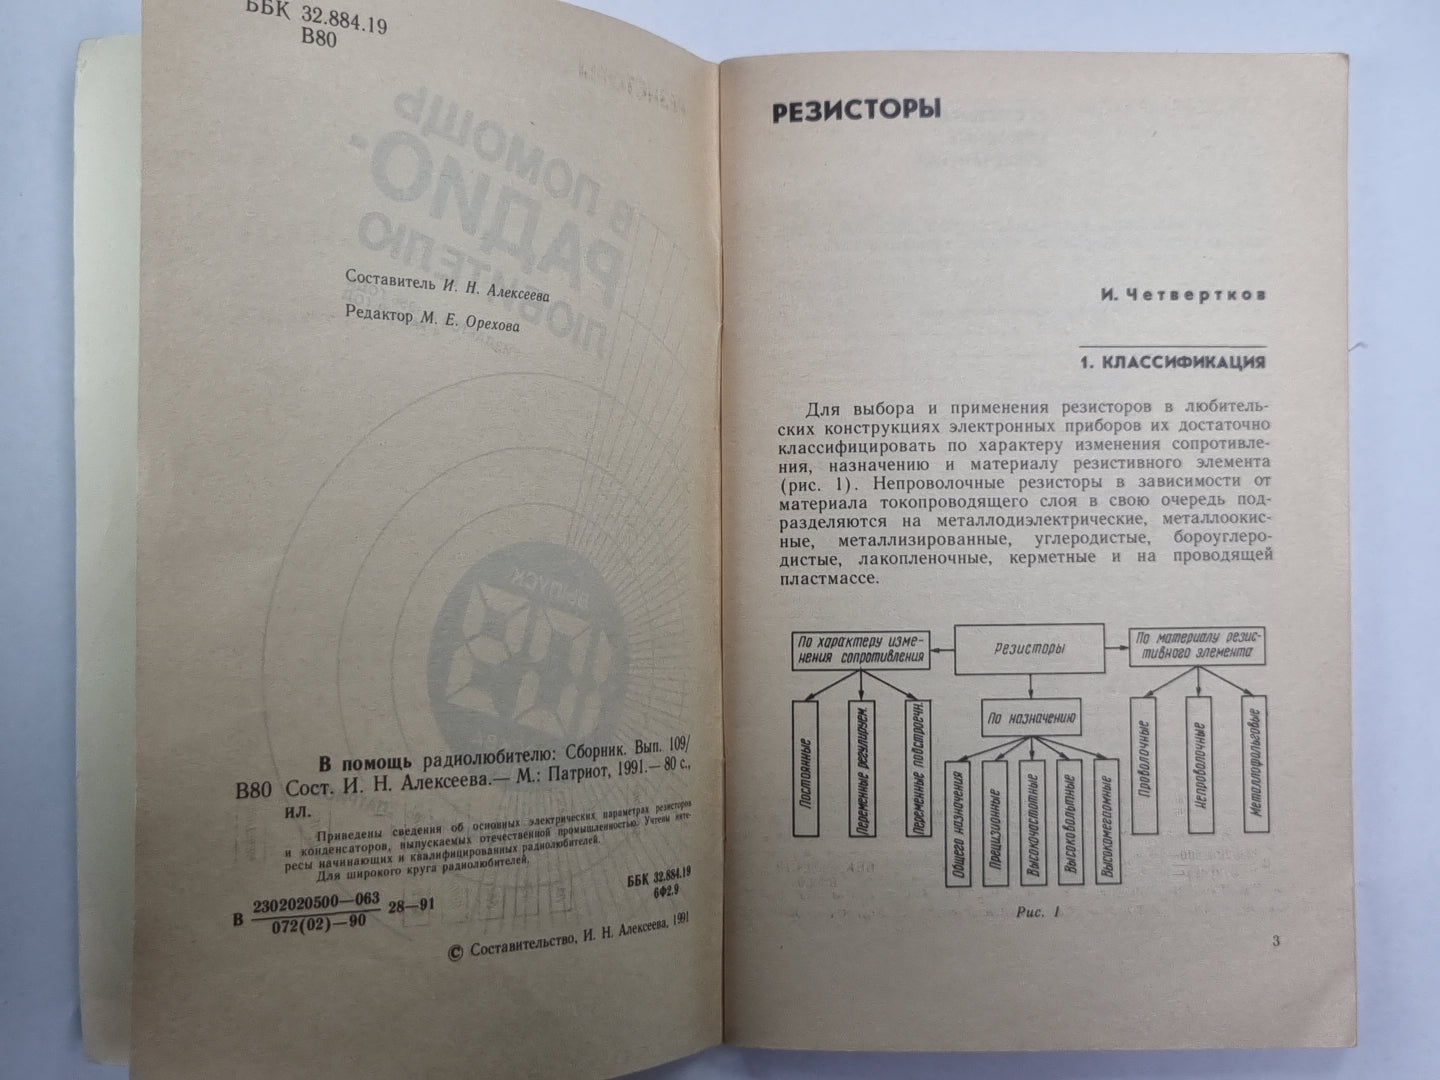 ББК 32.884.19
В80
Составитель И. Н. Алексеева
Редактор М. Е. Орехова
В помощь радиолюбителю: Сборник. Вып. 109/
В80 Сост. И. Н. Алексеева.— М.: Патриот, 1991.— 80 с.,
ил.
Приведены сведения об основных электрических параметрах резисторов
и конденсаторов, выпускаемых отечественной промышленностью. Учтены инте-
ресы начинающих и квалифицированных радиолюбителей.
Для широкого круга радиолюбителей.
В 2302020500—063
072(02)—90
28—91
ББК 32.884.19
6Ф2.9
© Составительство, И. Н. Алексеева, 1991
РЕЗИСТОРЫ
И. Четвертков
1. КЛАССИФИКАЦИЯ
Для выбора и применения резисторов в любитель-
ских конструкциях электронных приборов их достаточно
классифицировать по характеру изменения сопротивле-
ния, назначению и материалу резистивного элемента
(рис. 1). Непроволочные резисторы в зависимости от
материала токопроводящего слоя в свою очередь под-
разделяются на металлодиэлектрические, металлоокис-
ные, металлизированные, углеродистые, бороуглеро-
дистые, лакопленочные, керметные и на проводящей
пластмассе.
По характеру изме-
нения сопротивления
Резисторы
По материалу резис-
тивного элемента
По назначению
Постоянные
Переменные регулируем.
Переменные подстроечн.
Общего назначения
Прецизионные
Высокочастотные
Высоковольтные
Высокомегаомные
Проволочные
Непроволочные
Металлофольговые
Рис. 1
3